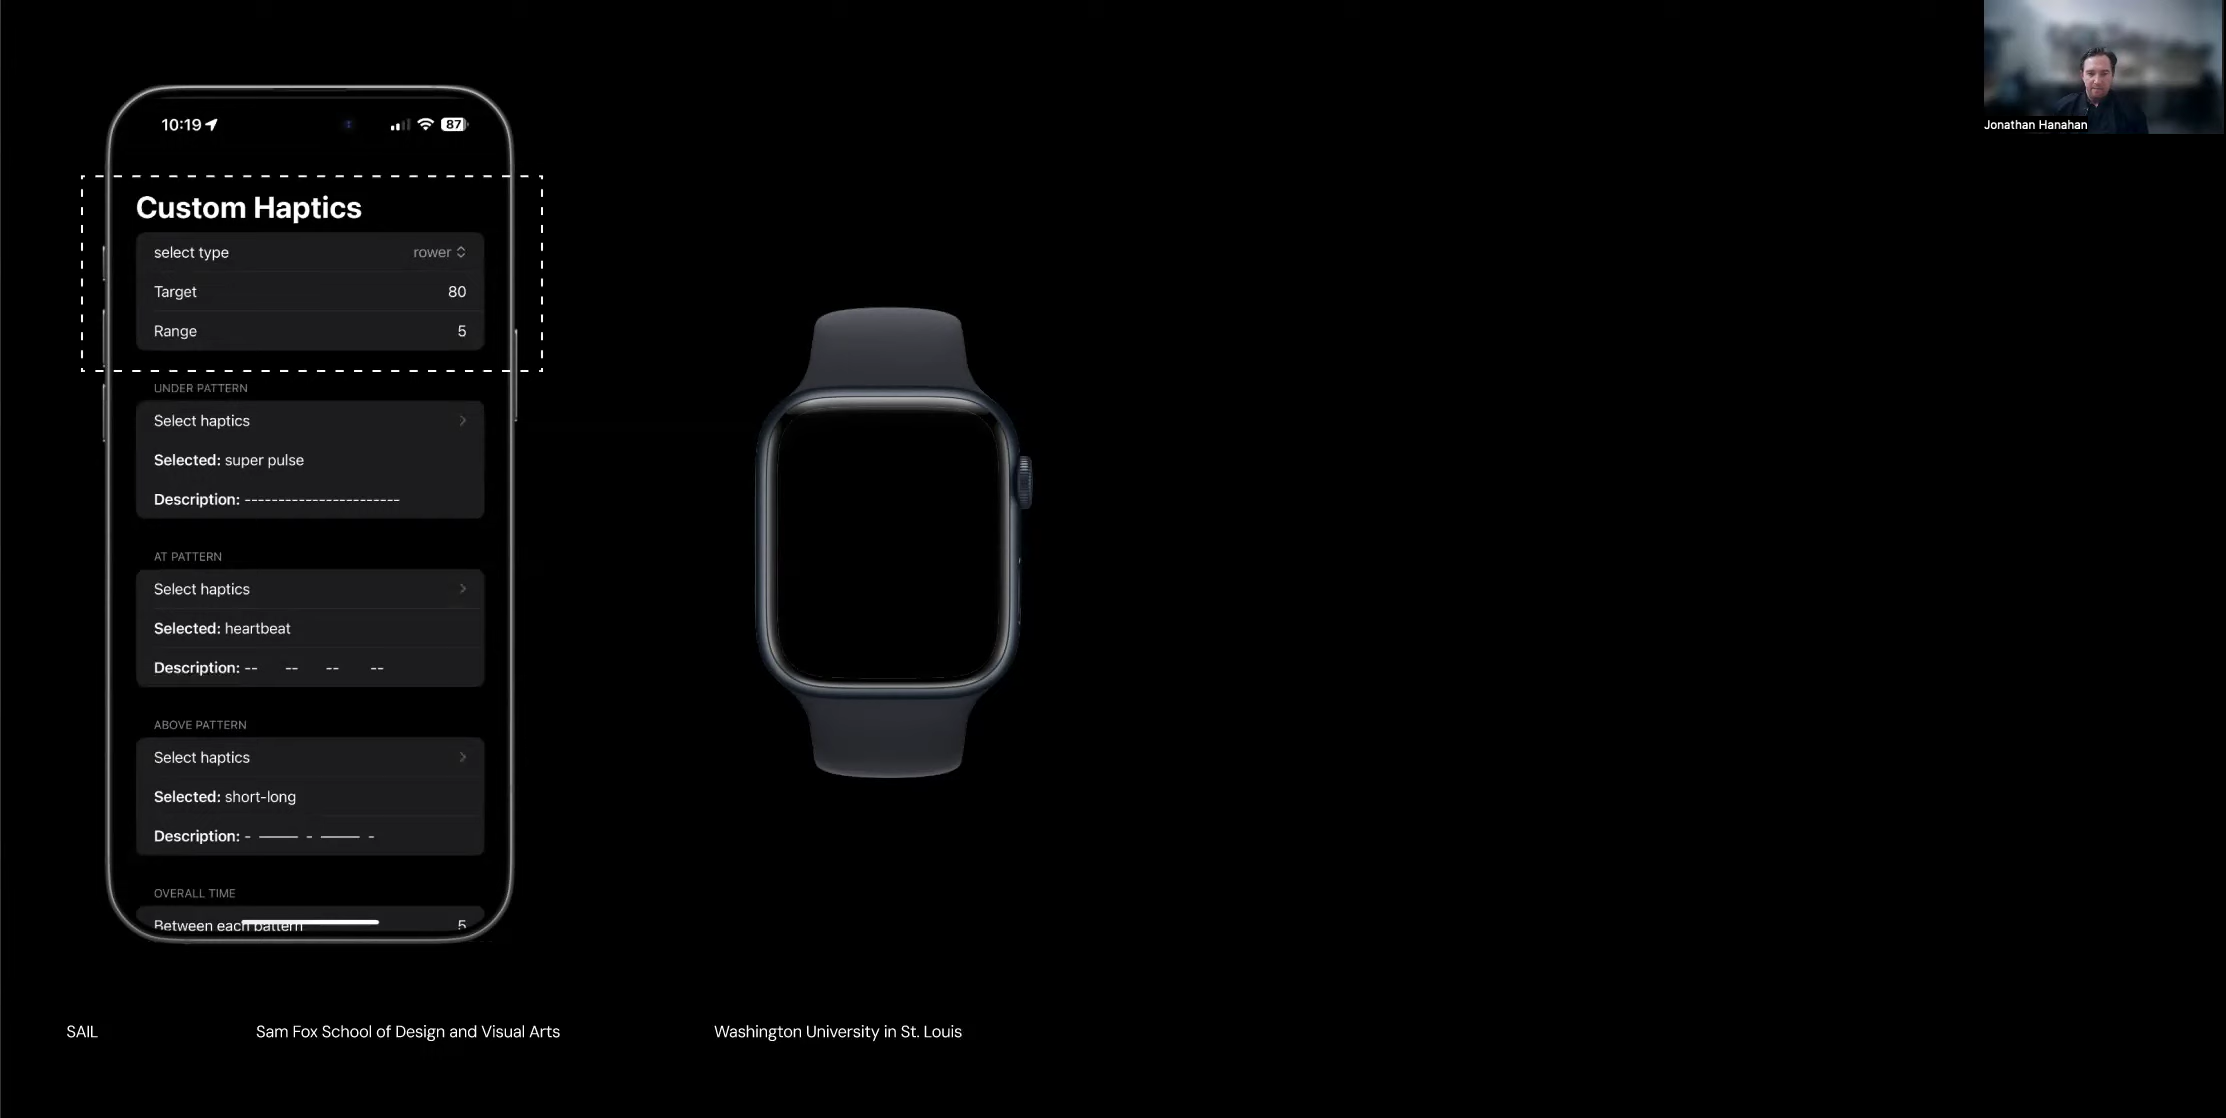 Jonathan Hanahan
10:19
87
Custom Haptics
select type rower
Target 80
Range 5
UNDER PATTERN
Select haptics
Selected: super pulse
Description: -----------------------
AT PATTERN
Select haptics
Selected: heartbeat
Description: -- -- -- --
ABOVE PATTERN
Select haptics
Selected: short-long
Description: - —— - —— -
OVERALL TIME
Between each pattern 5
SAIL Sam Fox School of Design and Visual Arts Washington University in St. Louis